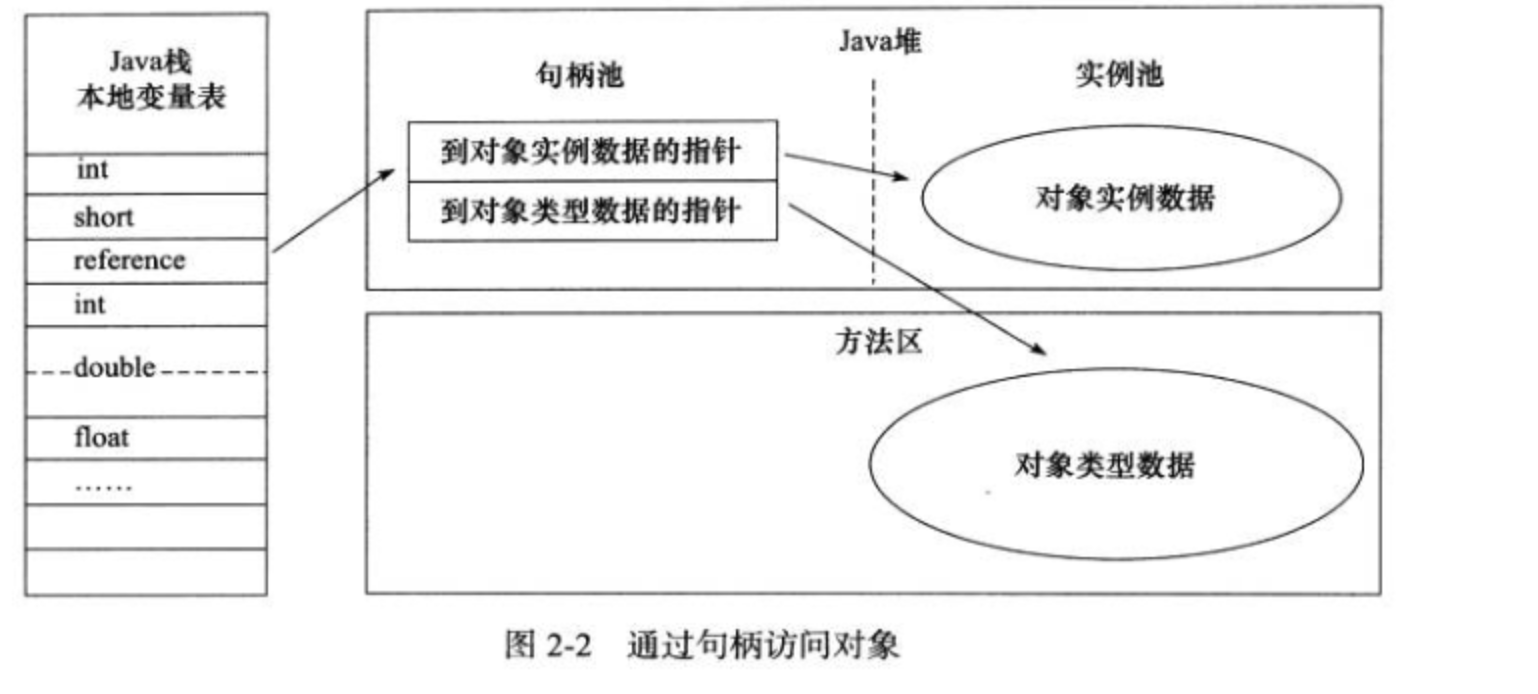 Java栈
本地变量表
int
short
reference
int
double
float
……
Java堆
句柄池
实例池
到对象实例数据的指针
到对象类型数据的指针
对象实例数据
方法区
对象类型数据
图 2-2 通过句柄访问对象